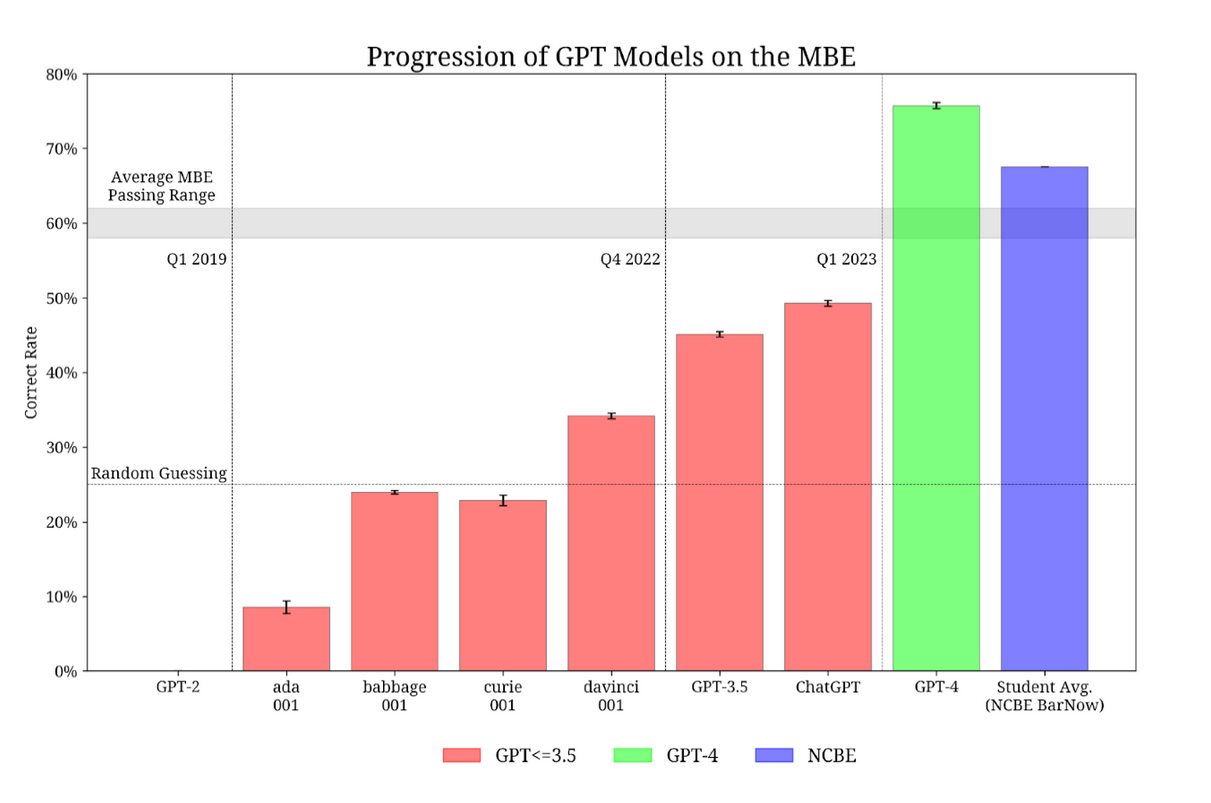 Progression of GPT Models on the MBE
80%
70%
60%
50%
40%
30%
20%
10%
0%
Correct Rate
Average MBE
Passing Range
Q1 2019
Q4 2022
Q1 2023
Random Guessing
GPT-2
ada
001
babbage
001
curie
001
davinci
001
GPT-3.5
ChatGPT
GPT-4
Student Avg.
(NCBE BarNow)
GPT<=3.5
GPT-4
NCBE